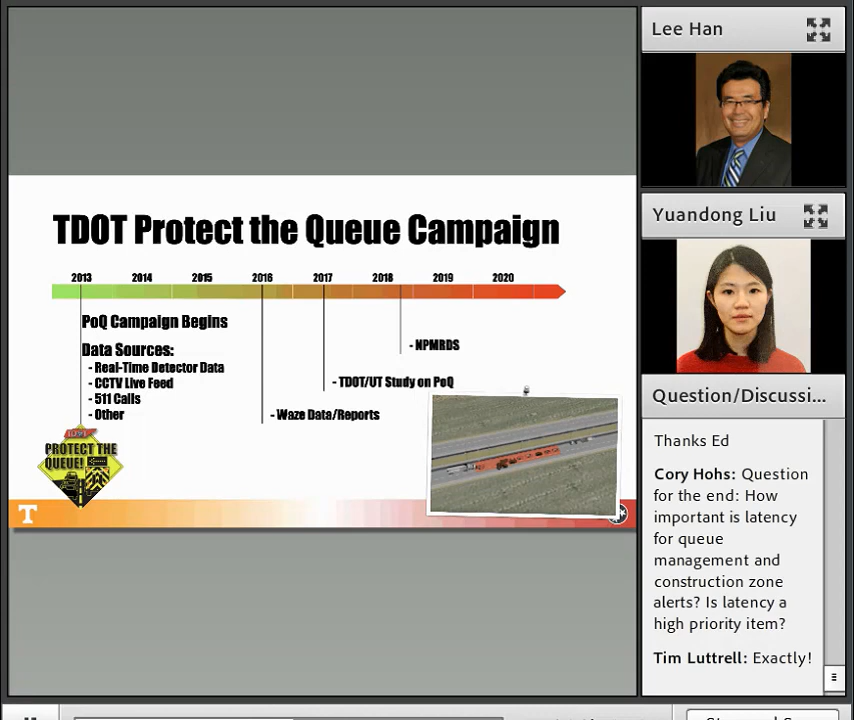 Lee Han
TDOT Protect the Queue Campaign
2013 2014 2015 2016 2017 2018 2019 2020
PoQ Campaign Begins
Data Sources:
- Real-Time Detector Data
- CCTV Live Feed
- 511 Calls
- Other
- NPMRDS
- TDOT/UT Study on PoQ
- Waze Data/Reports
PROTECT THE
QUEUE!
T
Yuandong Liu
Question/Discussi...
Thanks Ed
Cory Hohs: Question
for the end: How
important is latency
for queue
management and
construction zone
alerts? Is latency a
high priority item?
Tim Luttrell: Exactly!